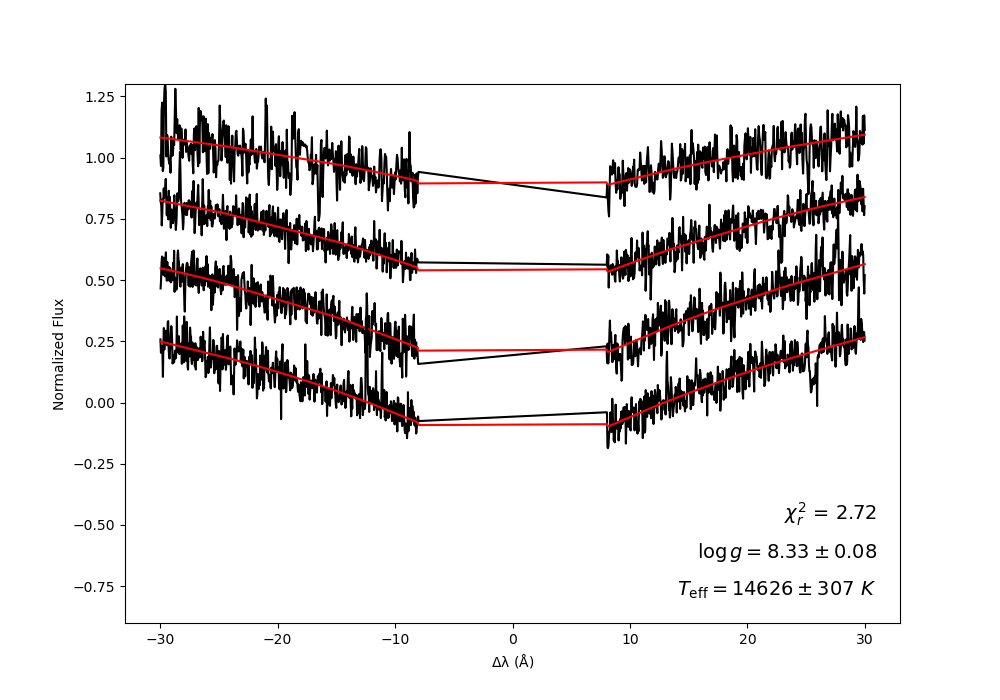 1.25
1.00
0.75
0.50
0.25
0.00
−0.25
−0.50
−0.75
Normalized Flux
χ²ᵣ = 2.72
log g = 8.33 ± 0.08
T_eff = 14626 ± 307 K
−30 −20 −10 0 10 20 30
Δλ (Å)